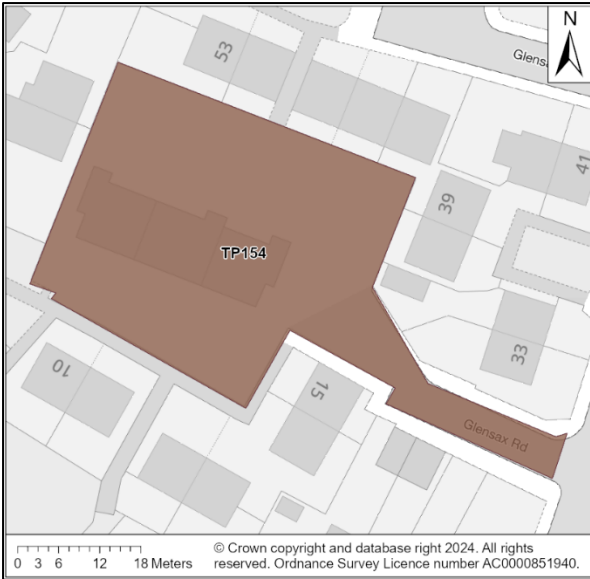 53
Glens
N
41
39
TP154
33
10
15
Glensax Rd
0 3 6 12 18 Meters
© Crown copyright and database right 2024. All rights
reserved. Ordnance Survey Licence number AC0000851940.